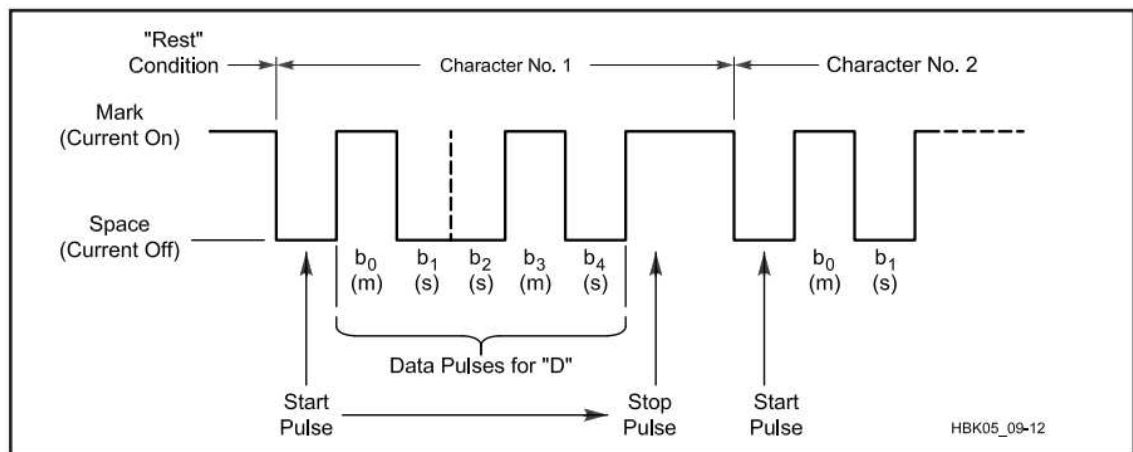 "Rest"
Condition
Character No. 1
Character No. 2
Mark
(Current On)
Space
(Current Off)
b0 b1 b2 b3 b4 b0 b1
(m) (s) (s) (m) (s) (m) (s)
Data Pulses for "D"
Start
Pulse
Stop
Pulse
Start
Pulse
HBK05_09-12